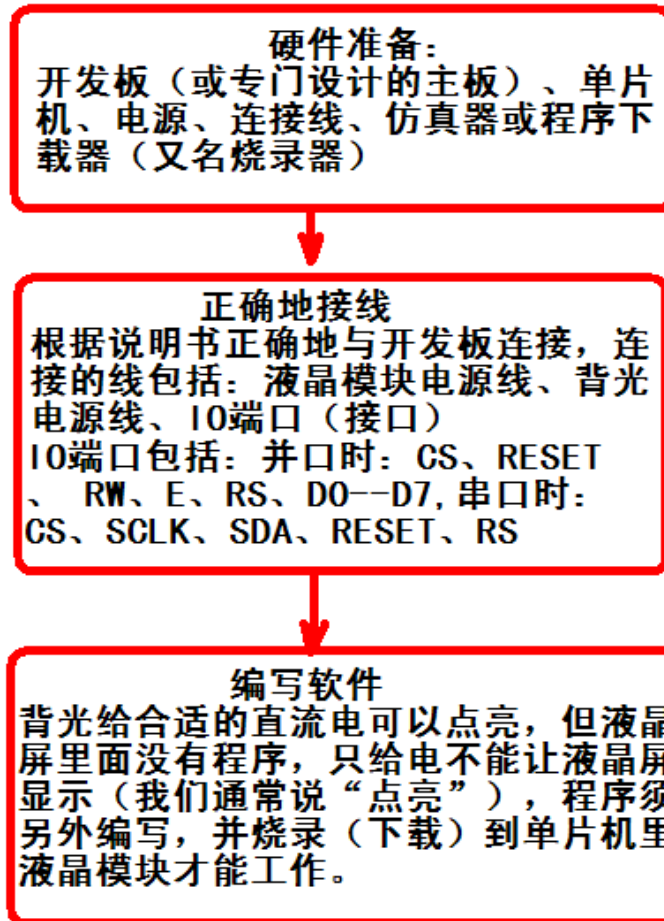 硬件准备：
开发板（或专门设计的主板）、单片
机、电源、连接线、仿真器或程序下
载器（又名烧录器）
正确地接线
根据说明书正确地与开发板连接，连
接的线包括：液晶模块电源线、背光
电源线、IO端口（接口）
IO端口包括：并口时：CS、RESET
、 RW、E、RS、D0--D7,串口时：
CS、SCLK、SDA、RESET、RS
编写软件
背光给合适的直流电可以点亮，但液晶
屏里面没有程序，只给电不能让液晶屏
显示（我们通常说“点亮”），程序须
另外编写，并烧录（下载）到单片机里
液晶模块才能工作。